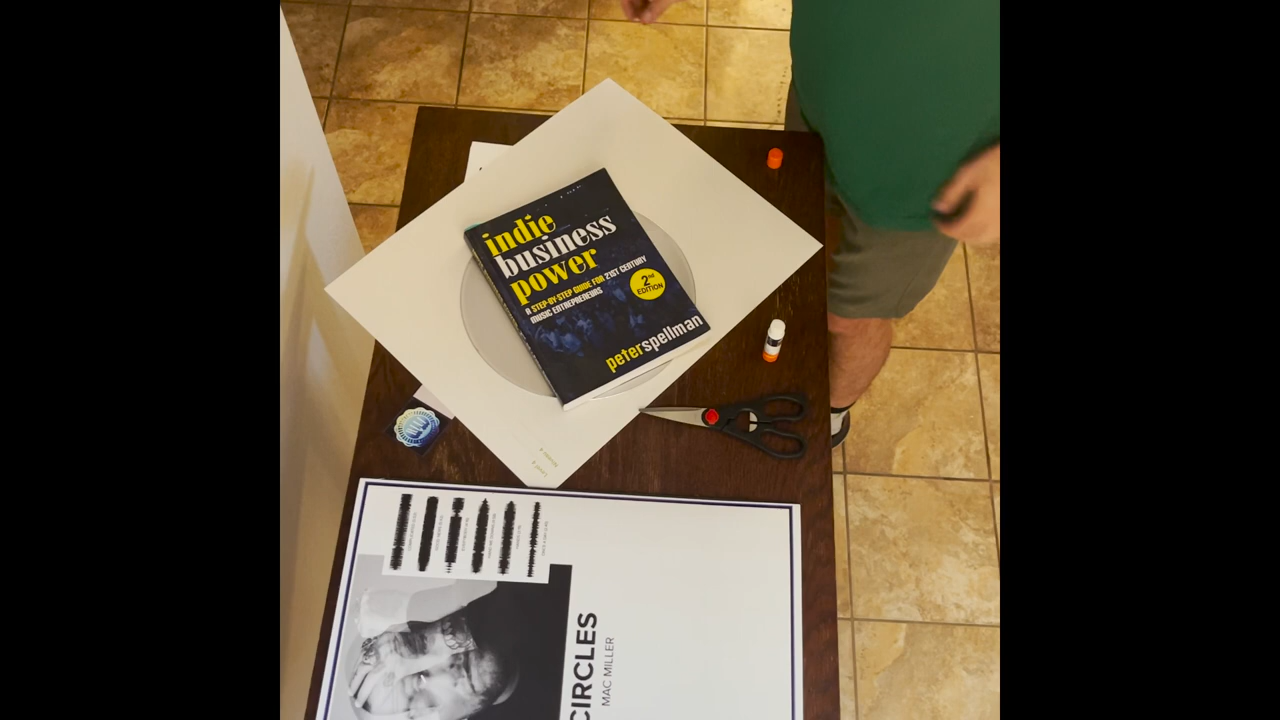 indie
business
power
A STEP-BY-STEP GUIDE FOR 21ST CENTURY
MUSIC ENTREPRENEURS
2nd
EDITION
peterspellman
CIRCLES
MAC MILLER